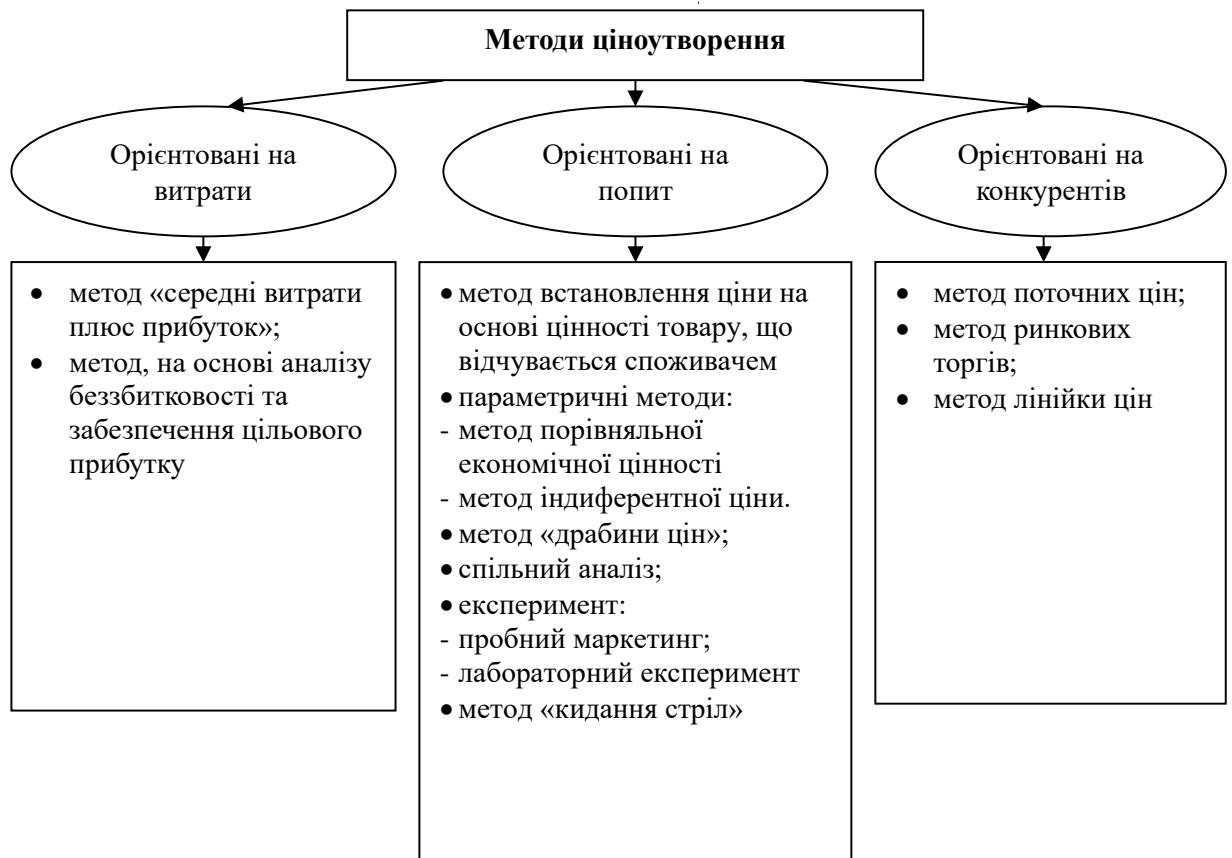 Методи ціноутворення
Орієнтовані на
витрати
Орієнтовані на
попит
Орієнтовані на
конкурентів
• метод «середні витрати
плюс прибуток»;
• метод, на основі аналізу
беззбитковості та
забезпечення цільового
прибутку
• метод встановлення ціни на
основі цінності товару, що
відчувається споживачем
• параметричні методи:
- метод порівняльної
економічної цінності
- метод індиферентної ціни.
• метод «драбини цін»;
• спільний аналіз;
• експеримент:
- пробний маркетинг;
- лабораторний експеримент
• метод «кидання стріл»
• метод поточних цін;
• метод ринкових
торгів;
• метод лінійки цін